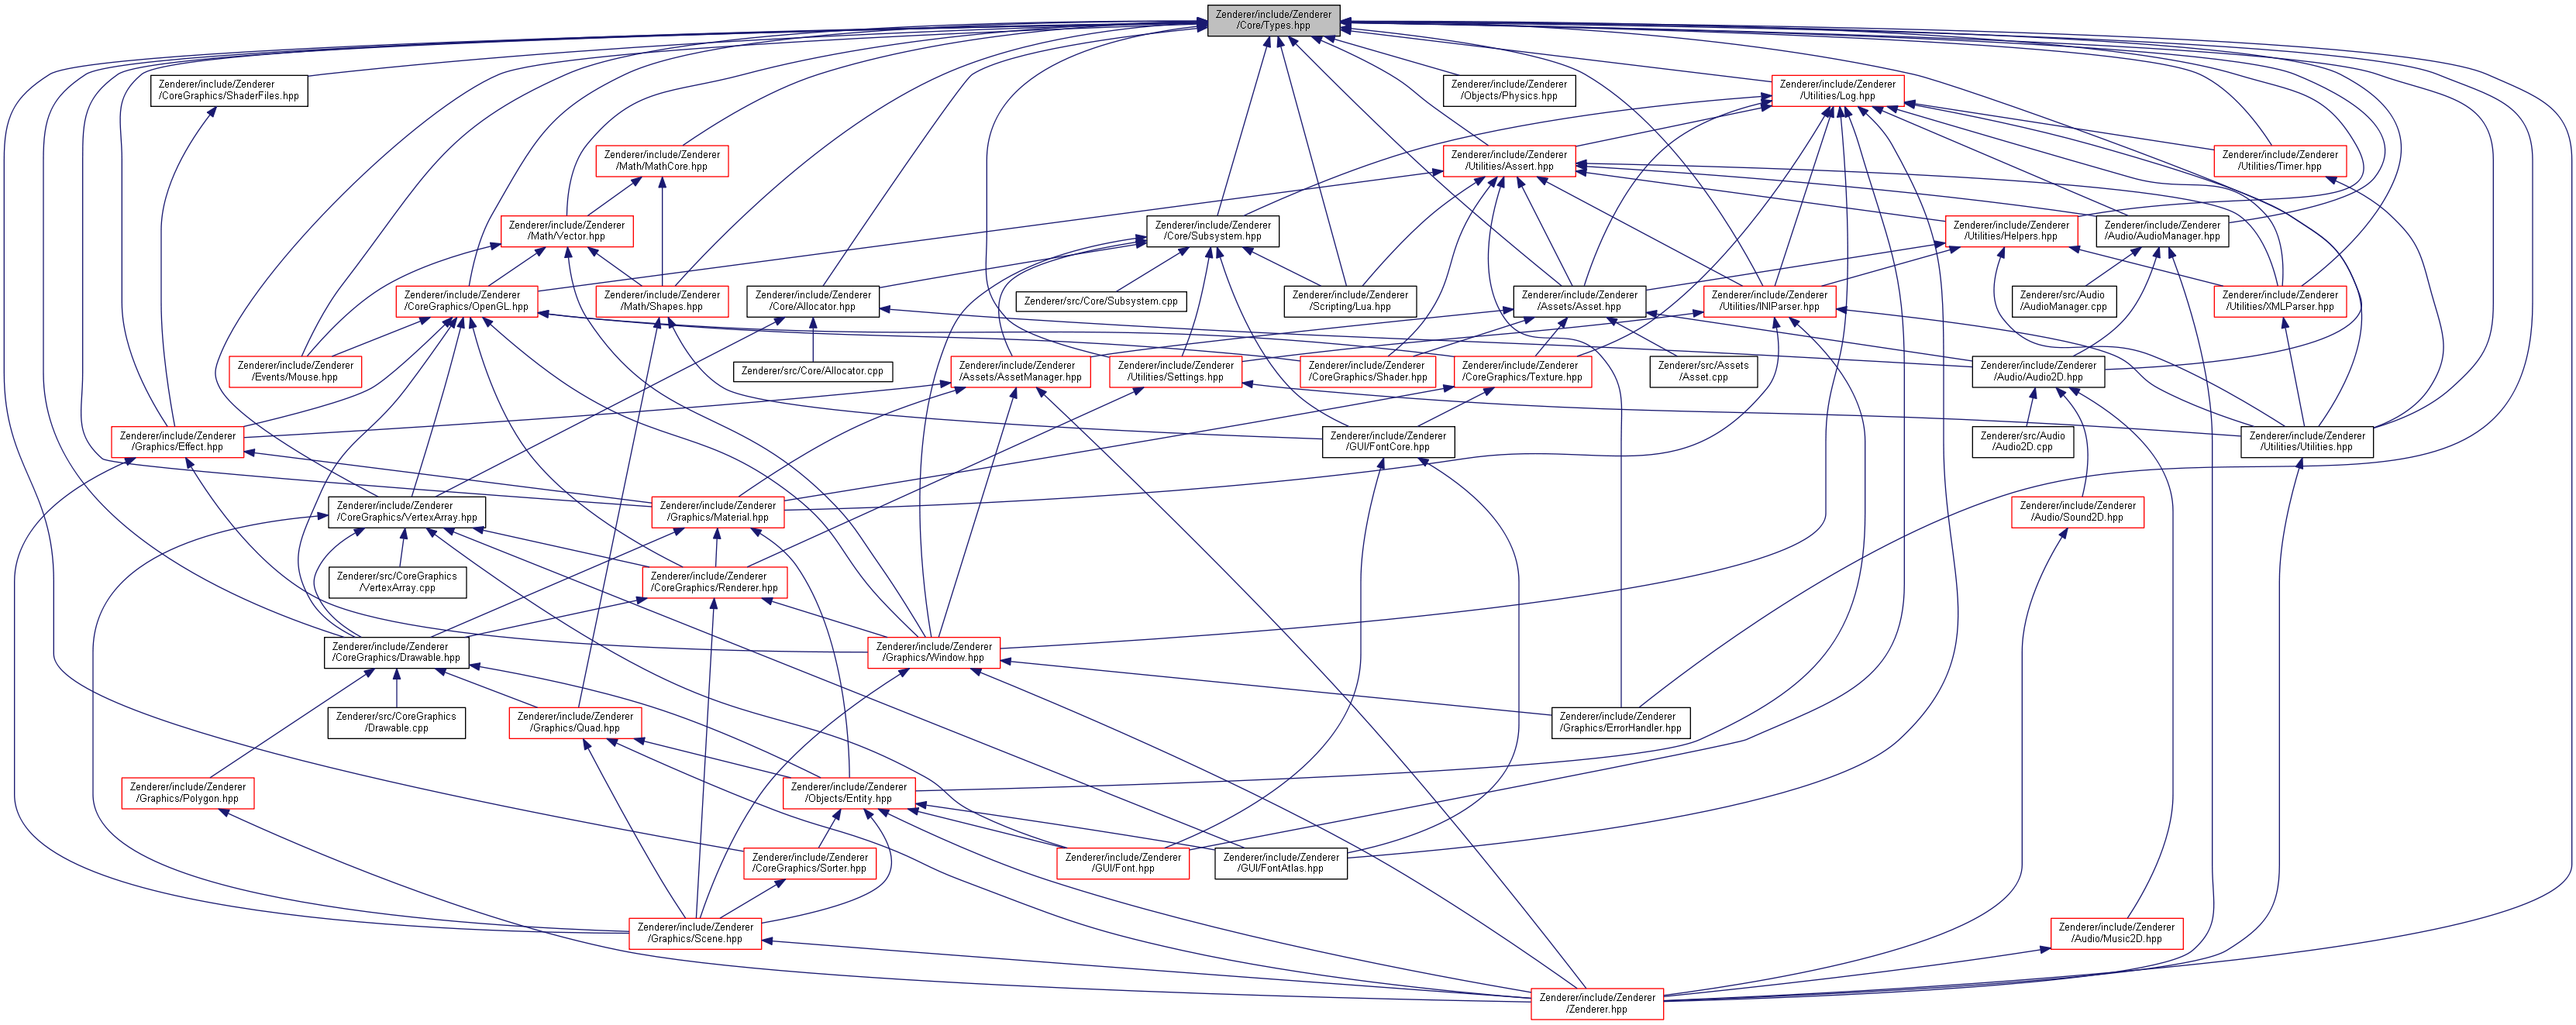 Zenderer/include/Zenderer
/Core/Types.hpp
Zenderer/include/Zenderer
/CoreGraphics/ShaderFiles.hpp
Zenderer/include/Zenderer
/Objects/Physics.hpp
Zenderer/include/Zenderer
/Utilities/Log.hpp
Zenderer/include/Zenderer
/Math/MathCore.hpp
Zenderer/include/Zenderer
/Utilities/Assert.hpp
Zenderer/include/Zenderer
/Utilities/Timer.hpp
Zenderer/include/Zenderer
/Math/Vector.hpp
Zenderer/include/Zenderer
/Core/Subsystem.hpp
Zenderer/include/Zenderer
/Utilities/Helpers.hpp
Zenderer/include/Zenderer
/Audio/AudioManager.hpp
Zenderer/include/Zenderer
/CoreGraphics/OpenGL.hpp
Zenderer/include/Zenderer
/Math/Shapes.hpp
Zenderer/include/Zenderer
/Core/Allocator.hpp
Zenderer/src/Core/Subsystem.cpp
Zenderer/include/Zenderer
/Scripting/Lua.hpp
Zenderer/include/Zenderer
/Assets/Asset.hpp
Zenderer/include/Zenderer
/Utilities/INIParser.hpp
Zenderer/src/Audio
/AudioManager.cpp
Zenderer/include/Zenderer
/Utilities/XMLParser.hpp
Zenderer/include/Zenderer
/Events/Mouse.hpp
Zenderer/src/Core/Allocator.cpp
Zenderer/include/Zenderer
/Assets/AssetManager.hpp
Zenderer/include/Zenderer
/Utilities/Settings.hpp
Zenderer/include/Zenderer
/CoreGraphics/Shader.hpp
Zenderer/include/Zenderer
/CoreGraphics/Texture.hpp
Zenderer/src/Assets
/Asset.cpp
Zenderer/include/Zenderer
/Audio/Audio2D.hpp
Zenderer/include/Zenderer
/Graphics/Effect.hpp
Zenderer/include/Zenderer
/GUI/FontCore.hpp
Zenderer/src/Audio
/Audio2D.cpp
Zenderer/include/Zenderer
/Utilities/Utilities.hpp
Zenderer/include/Zenderer
/CoreGraphics/VertexArray.hpp
Zenderer/include/Zenderer
/Graphics/Material.hpp
Zenderer/include/Zenderer
/Audio/Sound2D.hpp
Zenderer/src/CoreGraphics
/VertexArray.cpp
Zenderer/include/Zenderer
/CoreGraphics/Renderer.hpp
Zenderer/include/Zenderer
/CoreGraphics/Drawable.hpp
Zenderer/include/Zenderer
/Graphics/Window.hpp
Zenderer/src/CoreGraphics
/Drawable.cpp
Zenderer/include/Zenderer
/Graphics/Quad.hpp
Zenderer/include/Zenderer
/Graphics/ErrorHandler.hpp
Zenderer/include/Zenderer
/Graphics/Polygon.hpp
Zenderer/include/Zenderer
/Objects/Entity.hpp
Zenderer/include/Zenderer
/CoreGraphics/Sorter.hpp
Zenderer/include/Zenderer
/GUI/Font.hpp
Zenderer/include/Zenderer
/GUI/FontAtlas.hpp
Zenderer/include/Zenderer
/Graphics/Scene.hpp
Zenderer/include/Zenderer
/Audio/Music2D.hpp
Zenderer/include/Zenderer
/Zenderer.hpp